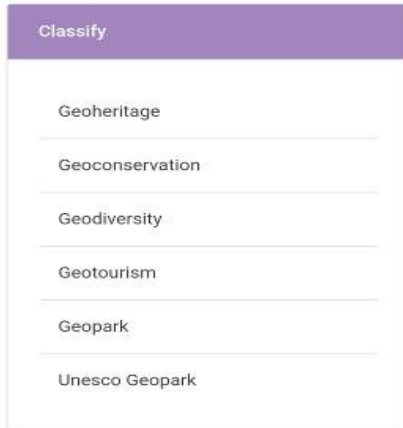 Classify
Geoheritage
Geoconservation
Geodiversity
Geotourism
Geopark
Unesco Geopark